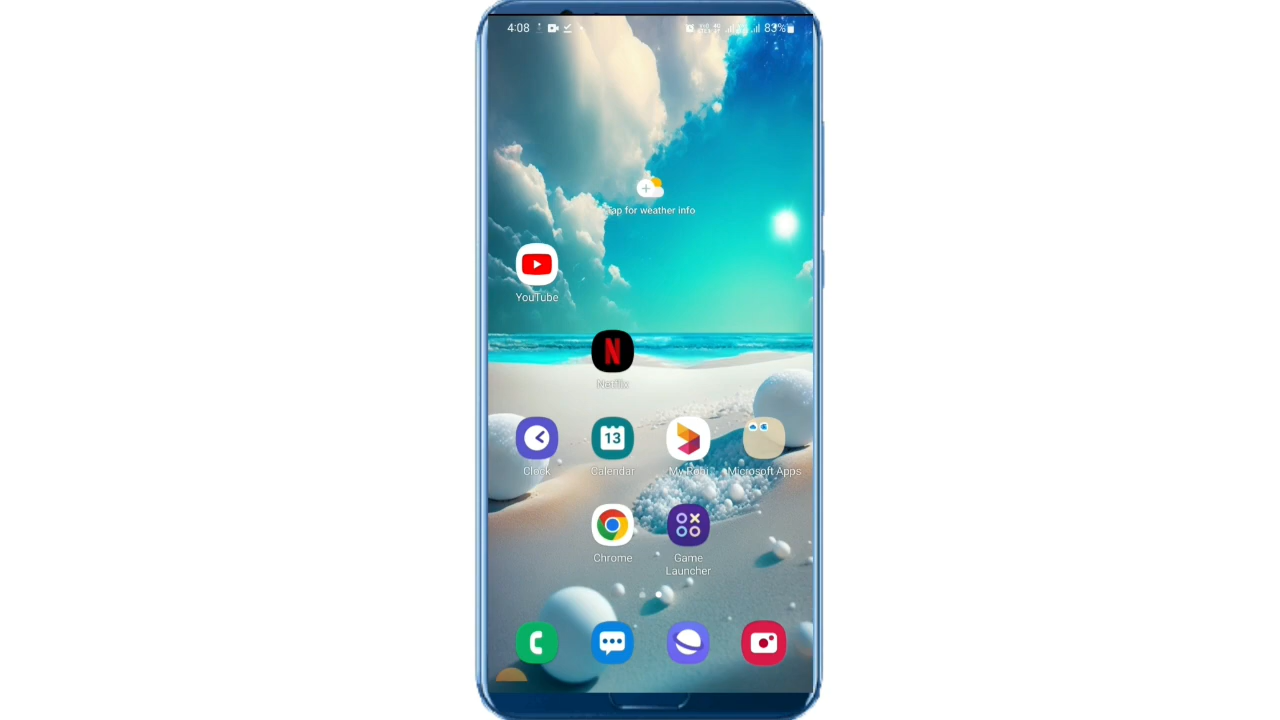 4:08
83%
Tap for weather info
YouTube
N
Netflix
13
Clock
Calendar
My Robi
Microsoft Apps
Chrome
Game
Launcher